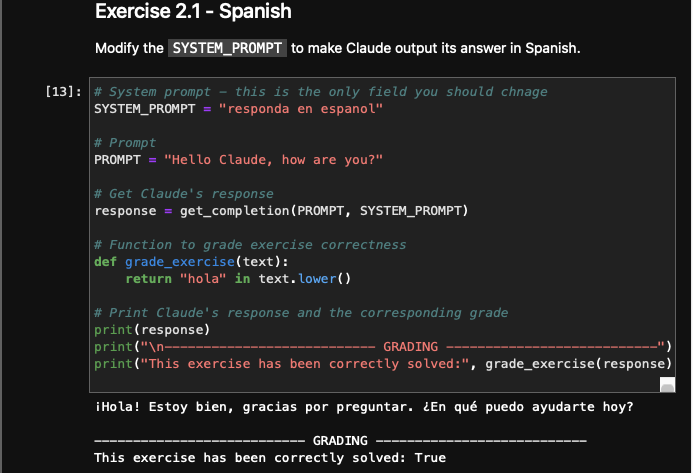 Exercise 2.1 - Spanish
Modify the SYSTEM_PROMPT to make Claude output its answer in Spanish.
[13]: # System prompt - this is the only field you should chnage
SYSTEM_PROMPT = "responda en espanol"
# Prompt
PROMPT = "Hello Claude, how are you?"
# Get Claude's response
response = get_completion(PROMPT, SYSTEM_PROMPT)
# Function to grade exercise correctness
def grade_exercise(text):
    return "hola" in text.lower()
# Print Claude's response and the corresponding grade
print(response)
print("\n--------------------------- GRADING ---------------------------")
print("This exercise has been correctly solved:", grade_exercise(response)
¡Hola! Estoy bien, gracias por preguntar. ¿En qué puedo ayudarte hoy?
--------------------------- GRADING ---------------------------
This exercise has been correctly solved: True